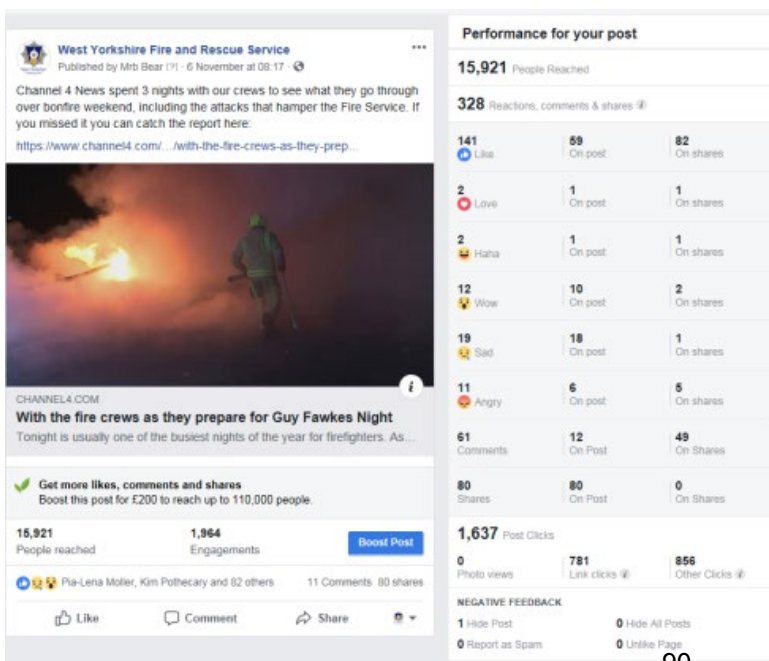 West Yorkshire Fire and Rescue Service
Published by Mrb Bear [?] · 6 November at 08:17 ·
Channel 4 News spent 3 nights with our crews to see what they go through
over bonfire weekend, including the attacks that hamper the Fire Service. If
you missed it you can catch the report here:
https://www.channel4.com/…/with-the-fire-crews-as-they-prep…
i
CHANNEL4.COM
With the fire crews as they prepare for Guy Fawkes Night
Tonight is usually one of the busiest nights of the year for firefighters. As…
Get more likes, comments and shares
Boost this post for £200 to reach up to 110,000 people.
15,921 1,964
People reached Engagements Boost Post
Pia-Lena Moller, Kim Pothecary and 82 others 11 Comments 80 shares
Like Comment Share
Performance for your post
15,921 People Reached
328 Reactions, comments & shares i
141 59 82
Like On post On shares
2 1 1
Love On post On shares
2 1 1
Haha On post On shares
12 10 2
Wow On post On shares
19 18 1
Sad On post On shares
11 6 5
Angry On post On shares
61 12 49
Comments On Post On Shares
80 80 0
Shares On Post On Shares
1,637 Post Clicks
0 781 856
Photo views Link clicks i Other Clicks i
NEGATIVE FEEDBACK
1 Hide Post 0 Hide All Posts
0 Report as Spam 0 Unlike Page